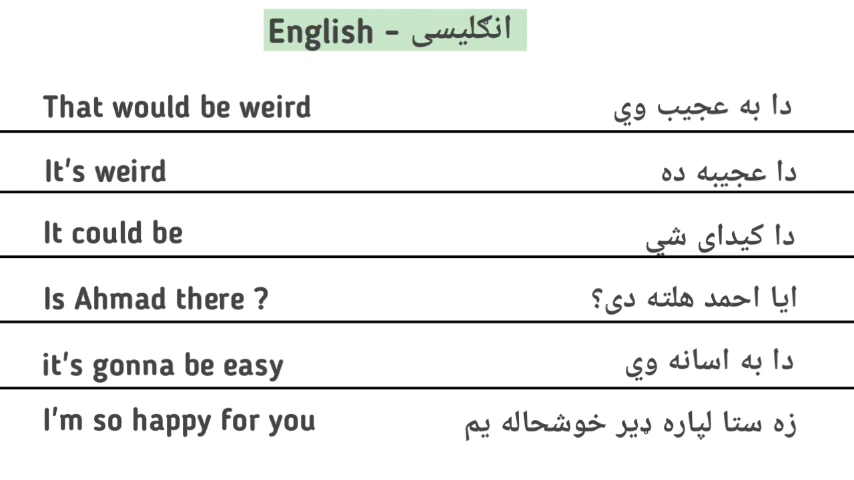 English - انګلیسی
That would be weird دا به عجیب وي
It's weird دا عجیبه ده
It could be دا کیدای شي
Is Ahmad there ? ایا احمد هلته دی؟
it's gonna be easy دا به اسانه وي
I'm so happy for you زه ستا لپاره ډیر خوشحاله یم